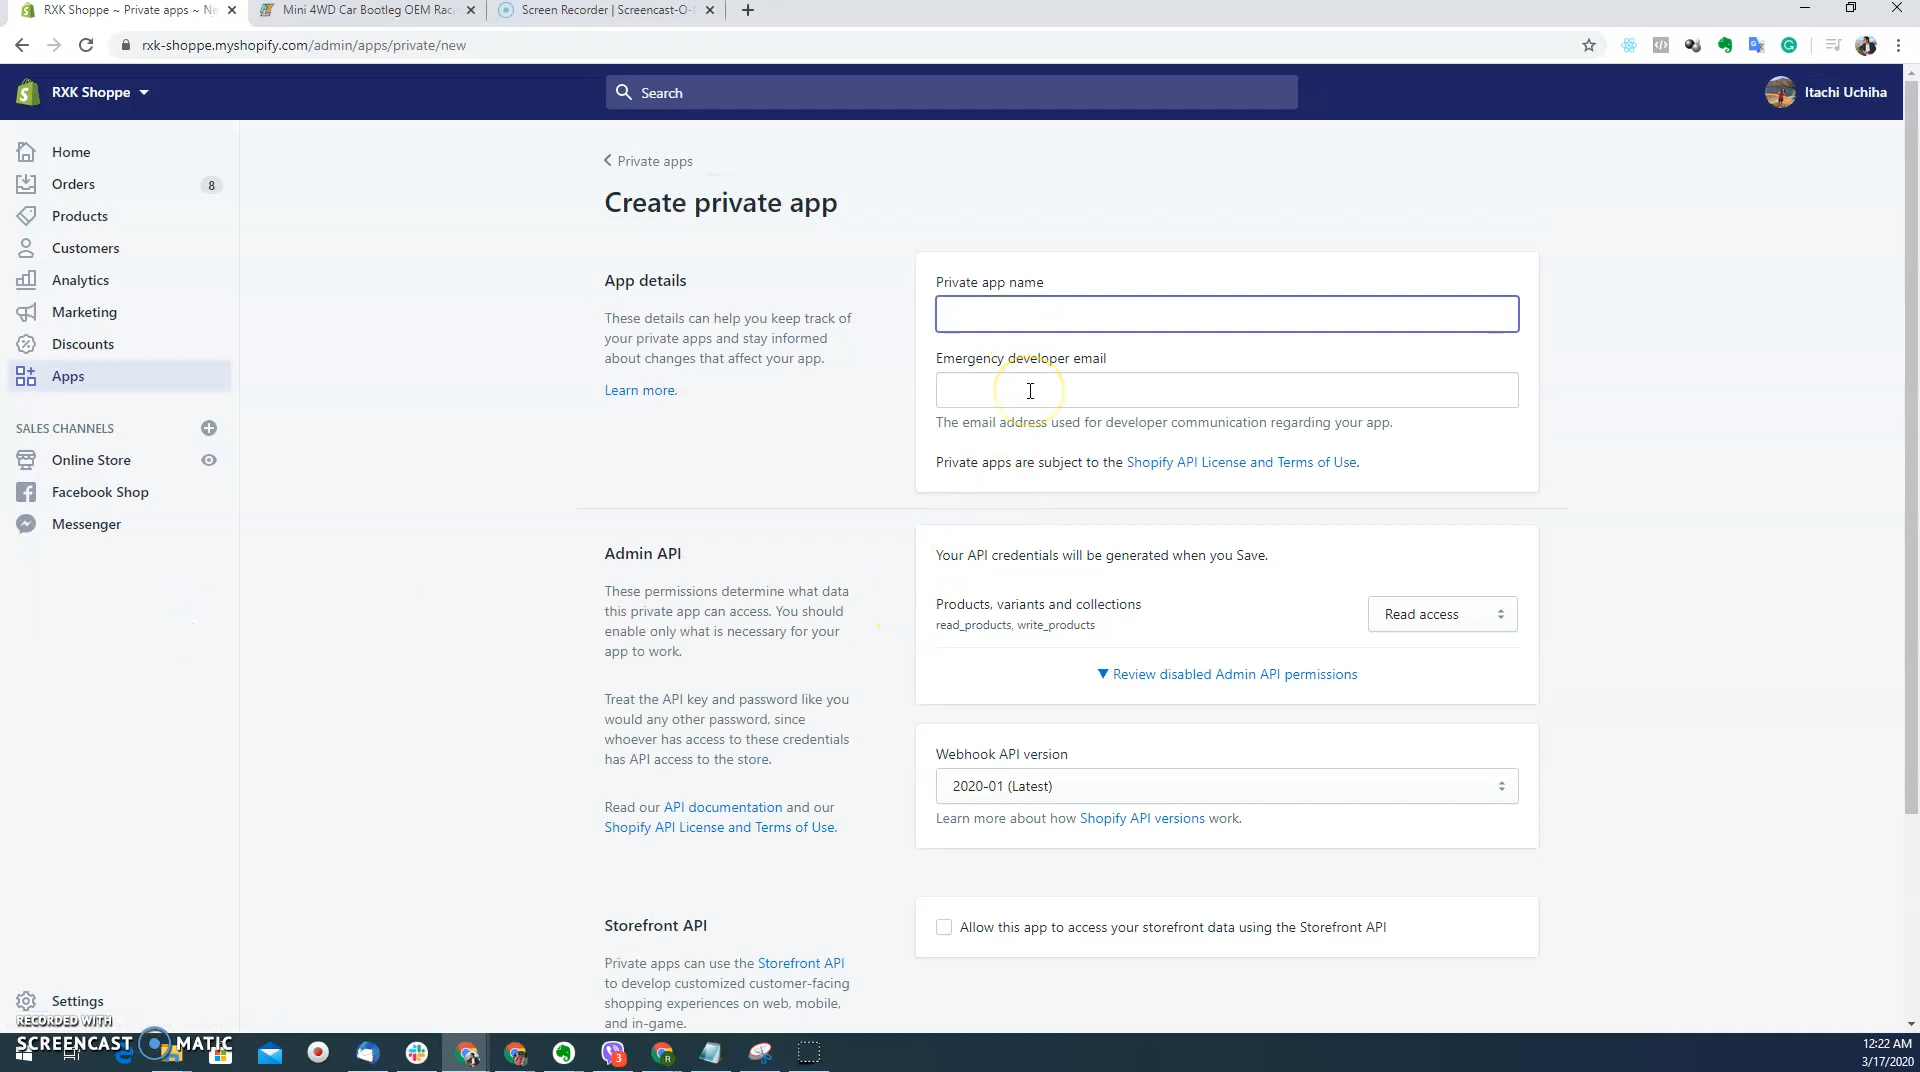 RXK Shoppe ~ Private apps ~ Ne
Mini 4WD Car Bootleg OEM Raci
Screen Recorder | Screencast-O-
rxk-shoppe.myshopify.com/admin/apps/private/new
RXK Shoppe
Search
Itachi Uchiha
Home
Orders
8
Products
Customers
Analytics
Marketing
Discounts
Apps
SALES CHANNELS
Online Store
Facebook Shop
Messenger
Settings
Private apps
Create private app
App details
These details can help you keep track of
your private apps and stay informed
about changes that affect your app.
Learn more.
Private app name
Emergency developer email
The email address used for developer communication regarding your app.
Private apps are subject to the Shopify API License and Terms of Use.
Admin API
These permissions determine what data
this private app can access. You should
enable only what is necessary for your
app to work.
Treat the API key and password like you
would any other password, since
whoever has access to these credentials
has API access to the store.
Read our API documentation and our
Shopify API License and Terms of Use.
Your API credentials will be generated when you Save.
Products, variants and collections
read_products, write_products
Read access
Review disabled Admin API permissions
Webhook API version
2020-01 (Latest)
Learn more about how Shopify API versions work.
Storefront API
Private apps can use the Storefront API
to develop customized customer-facing
shopping experiences on web, mobile,
and in-game.
Allow this app to access your storefront data using the Storefront API
RECORDED WITH
SCREENCAST MATIC
3
12:22 AM
3/17/2020